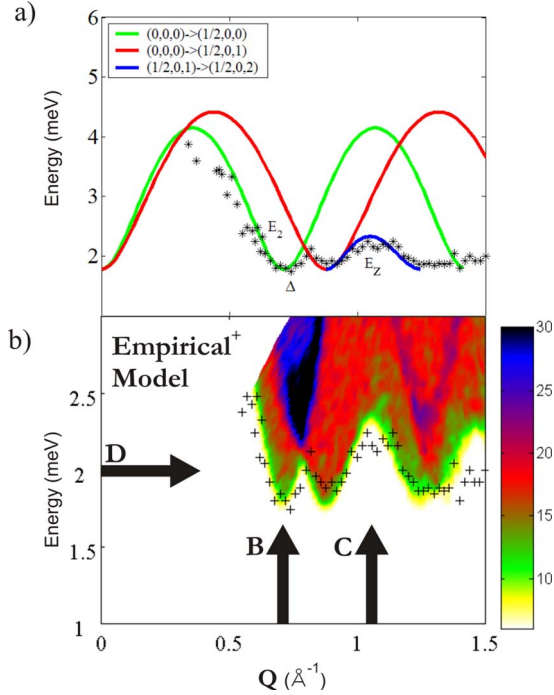 a)
6
5
4
3
2
Energy (meV)
(0,0,0)->(1/2,0,0)
(0,0,0)->(1/2,0,1)
(1/2,0,1)->(1/2,0,2)
E2
Δ
EZ
b)
Empirical
Model
2.5
2
1.5
1
Energy (meV)
D
B
C
0
0.5
1
1.5
Q (Å-1)
30
25
20
15
10